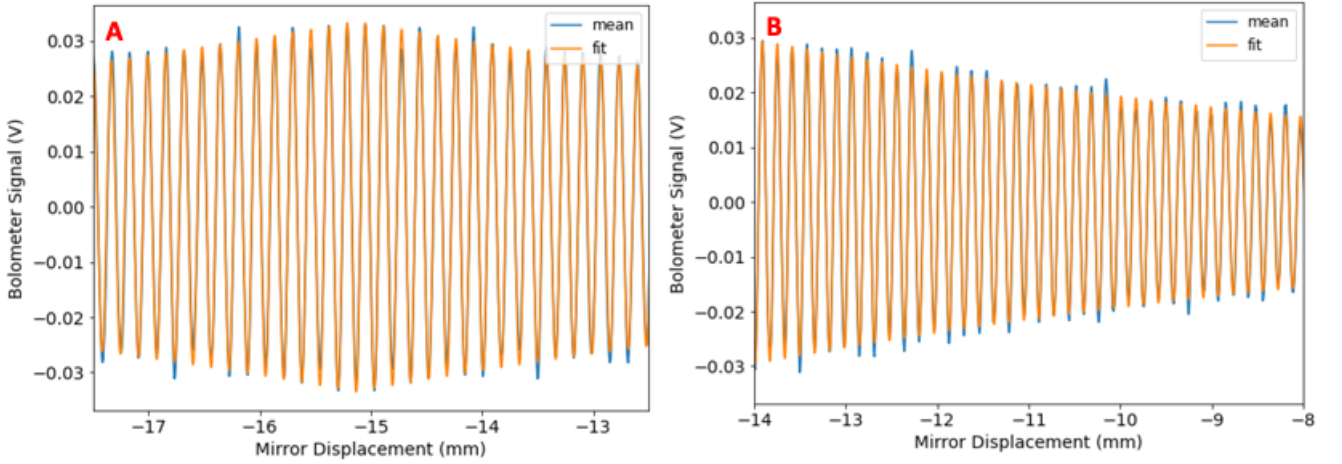 A
mean
fit
0.03
0.02
0.01
0.00
−0.01
−0.02
−0.03
Bolometer Signal (V)
−17
−16
−15
−14
−13
Mirror Displacement (mm)
B
mean
fit
0.03
0.02
0.01
0.00
−0.01
−0.02
−0.03
Bolometer Signal (V)
−14
−13
−12
−11
−10
−9
−8
Mirror Displacement (mm)